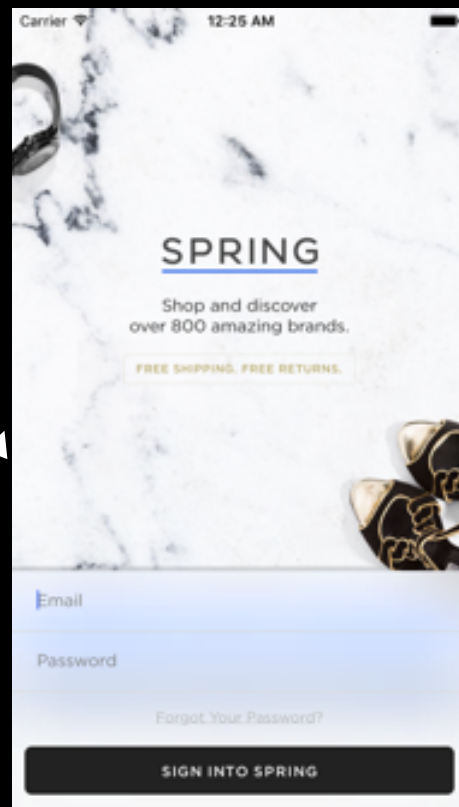 Carrier 12:25 AM
SPRING
Shop and discover
over 800 amazing brands.
FREE SHIPPING. FREE RETURNS.
Email
Password
Forgot Your Password?
SIGN INTO SPRING